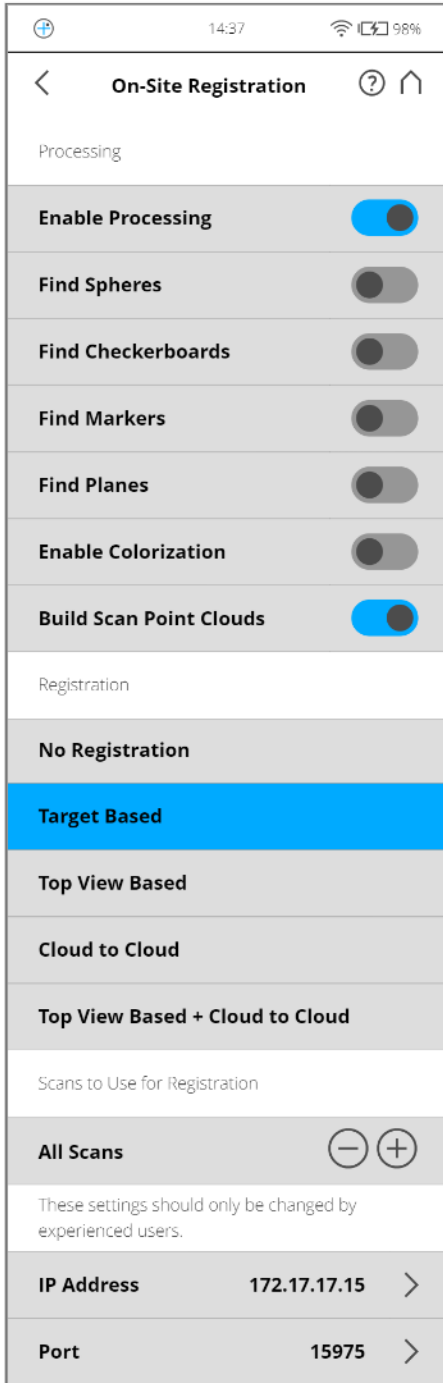 14:37 98%
On-Site Registration ?
Processing
Enable Processing
Find Spheres
Find Checkerboards
Find Markers
Find Planes
Enable Colorization
Build Scan Point Clouds
Registration
No Registration
Target Based
Top View Based
Cloud to Cloud
Top View Based + Cloud to Cloud
Scans to Use for Registration
All Scans
These settings should only be changed by
experienced users.
IP Address 172.17.17.15
Port 15975